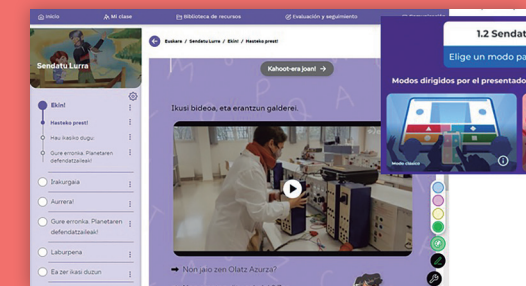 Inicio
Mi clase
Biblioteca de recursos
Evaluación y seguimiento
Sendatu Lurra
Euskara / Sendatu Lurra / Ekin! / Hasteko prest!
Kahoot-era joan! →
1.2 Sendat
Elige un modo pa
Modos dirigidos por el presentado
Modo clásico
Ekin!
Hasteko prest!
Hau ikasiko dugu
Gure erronka. Planetaren
defendatzaileak!
Irakurgaia
Aurrera!
Gure erronka. Planetaren
defendatzaileak!
Laburpena
Ea zer ikasi duzun
Ikusi bideoa, eta erantzun galderei.
➡ Non jaio zen Olatz Azurza?